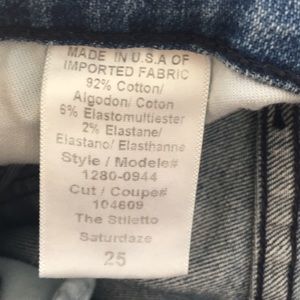 MADE IN U.S.A OF
IMPORTED FABRIC
92% Cotton/
Algodon/ Coton
6% Elastomultiester
2% Elastane/
Elastano/ Elasthanne
Style / Modele#
1280-0944
Cut / Coupe#
104609
The Stiletto
Saturdaze
25